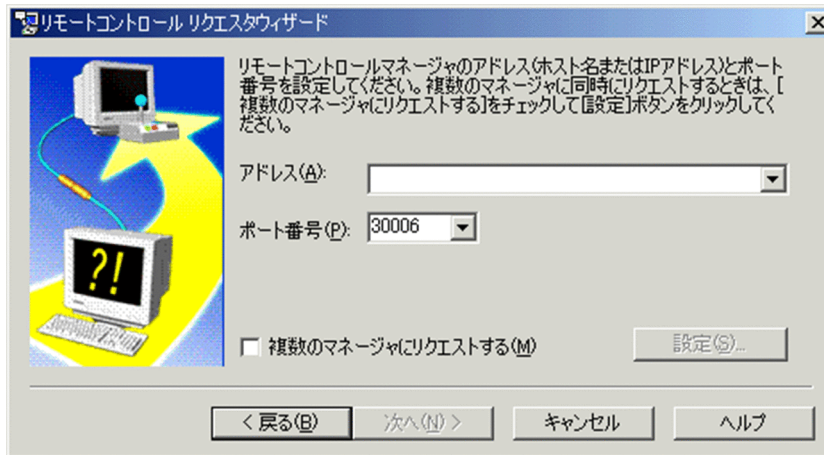 リモートコントロール リクエスタウィザード
リモートコントロールマネージャのアドレス(ホスト名またはIPアドレス)とポート
番号を設定してください。複数のマネージャに同時にリクエストするときは、[
複数のマネージャにリクエストする]をチェックして[設定]ボタンをクリックしてく
ださい。
アドレス(A):
ポート番号(P): 30006
?!
複数のマネージャにリクエストする(M) 設定(S)...
< 戻る(B) 次へ(N) > キャンセル ヘルプ